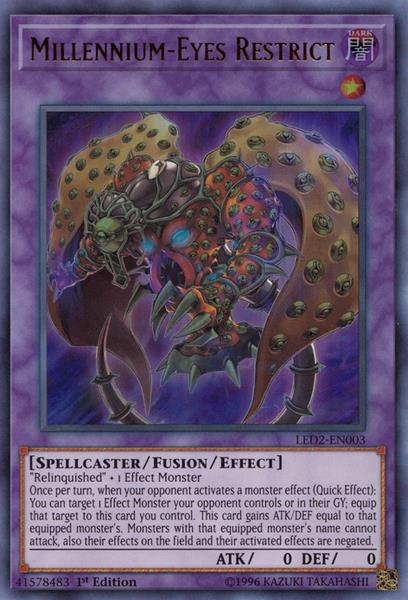 MILLENNIUM-EYES RESTRICT
DARK
闇
LED2-EN003
[SPELLCASTER/FUSION/EFFECT]
"Relinquished" + 1 Effect Monster
Once per turn, when your opponent activates a monster effect (Quick Effect):
You can target 1 Effect Monster your opponent controls or in their GY; equip
that target to this card you control. This card gains ATK/DEF equal to that
equipped monster's. Monsters with that equipped monster's name cannot
attack, also their effects on the field and their activated effects are negated.
ATK/ 0 DEF/ 0
41578483 1st Edition ©1996 KAZUKI TAKAHASHI